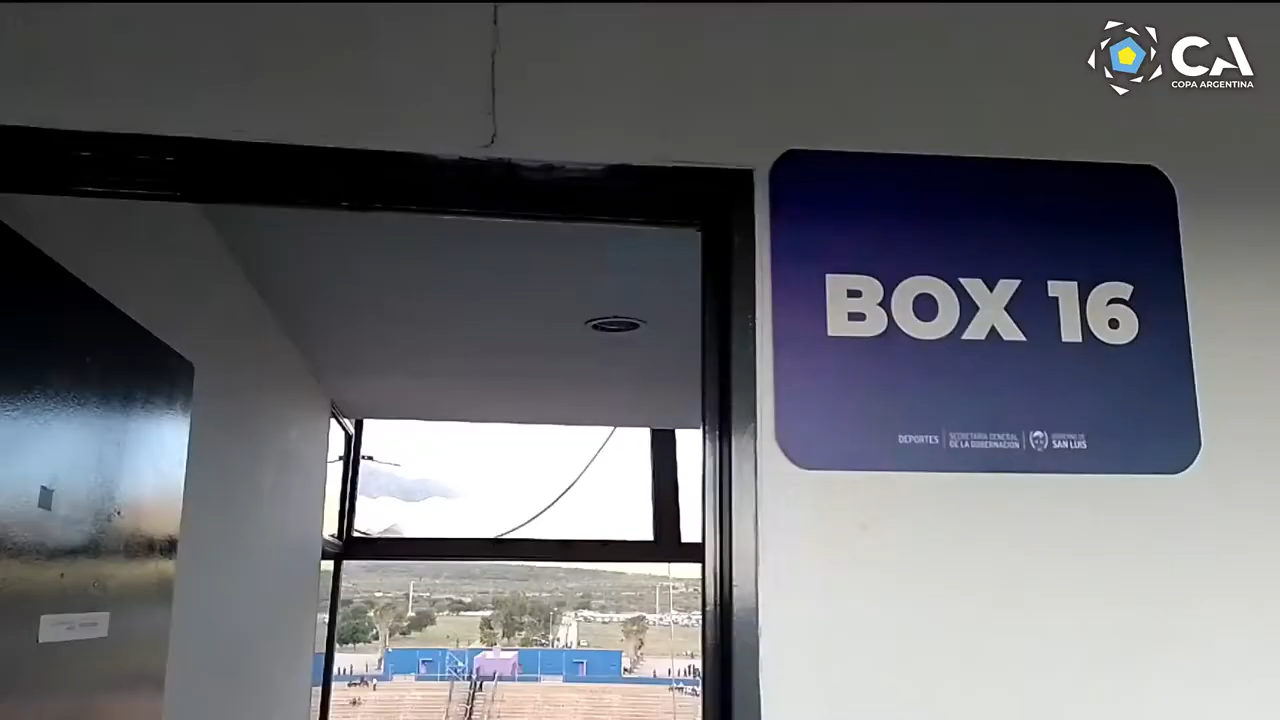 CA
COPA ARGENTINA
BOX 16
DEPORTES
SECRETARÍA GENERAL
DE LA GOBERNACIÓN
GOBIERNO DE
SAN LUIS